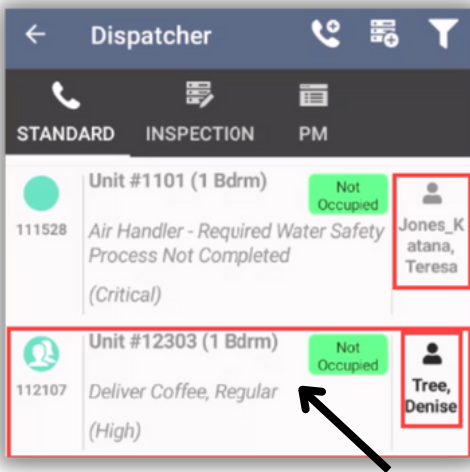 Dispatcher
STANDARD
INSPECTION
PM
Unit #1101 (1 Bdrm)
Not
Occupied
111528
Air Handler - Required Water Safety
Process Not Completed
(Critical)
Jones_K
atana,
Teresa
Unit #12303 (1 Bdrm)
Not
Occupied
112107
Deliver Coffee, Regular
(High)
Tree,
Denise